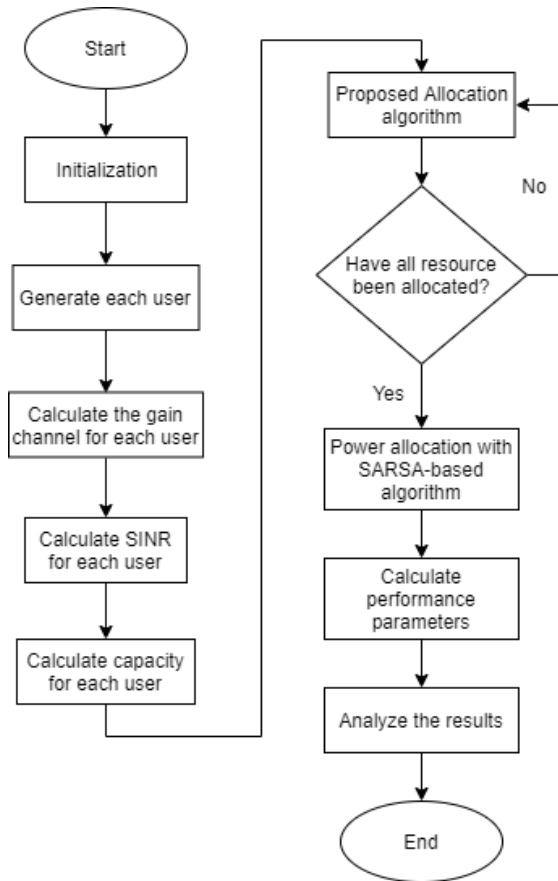 Start
Initialization
Generate each user
Calculate the gain
channel for each user
Calculate SINR
for each user
Calculate capacity
for each user
Proposed Allocation
algorithm
No
Have all resource
been allocated?
Yes
Power allocation with
SARSA-based
algorithm
Calculate
performance
parameters
Analyze the results
End